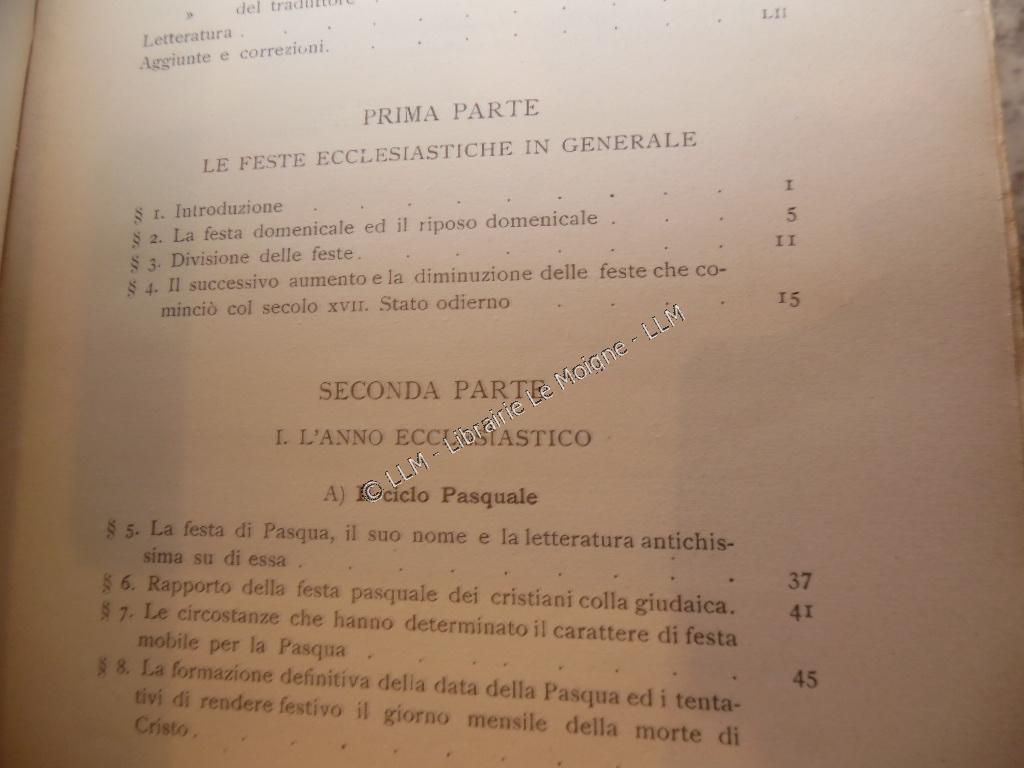 » del traduttore .
Letteratura . LII
Aggiunte e correzioni.
PRIMA PARTE
LE FESTE ECCLESIASTICHE IN GENERALE
§ 1. Introduzione . . . . . . 1
§ 2. La festa domenicale ed il riposo domenicale . . . 5
§ 3. Divisione delle feste . . . . . . 11
§ 4. Il successivo aumento e la diminuzione delle feste che co-
minciò col secolo XVII. Stato odierno . . . . 15
SECONDA PARTE
I. L'ANNO ECCLESIASTICO
A) Il ciclo Pasquale
§ 5. La festa di Pasqua, il suo nome e la letteratura antichis-
sima su di essa . . . . . . . . 37
§ 6. Rapporto della festa pasquale dei cristiani colla giudaica. 41
§ 7. Le circostanze che hanno determinato il carattere di festa
mobile per la Pasqua . . . . . . . 45
§ 8. La formazione definitiva della data della Pasqua ed i tenta-
tivi di rendere festivo il giorno mensile della morte di
Cristo . . . . . .
© LLM - Librairie Le Moigne - LLM